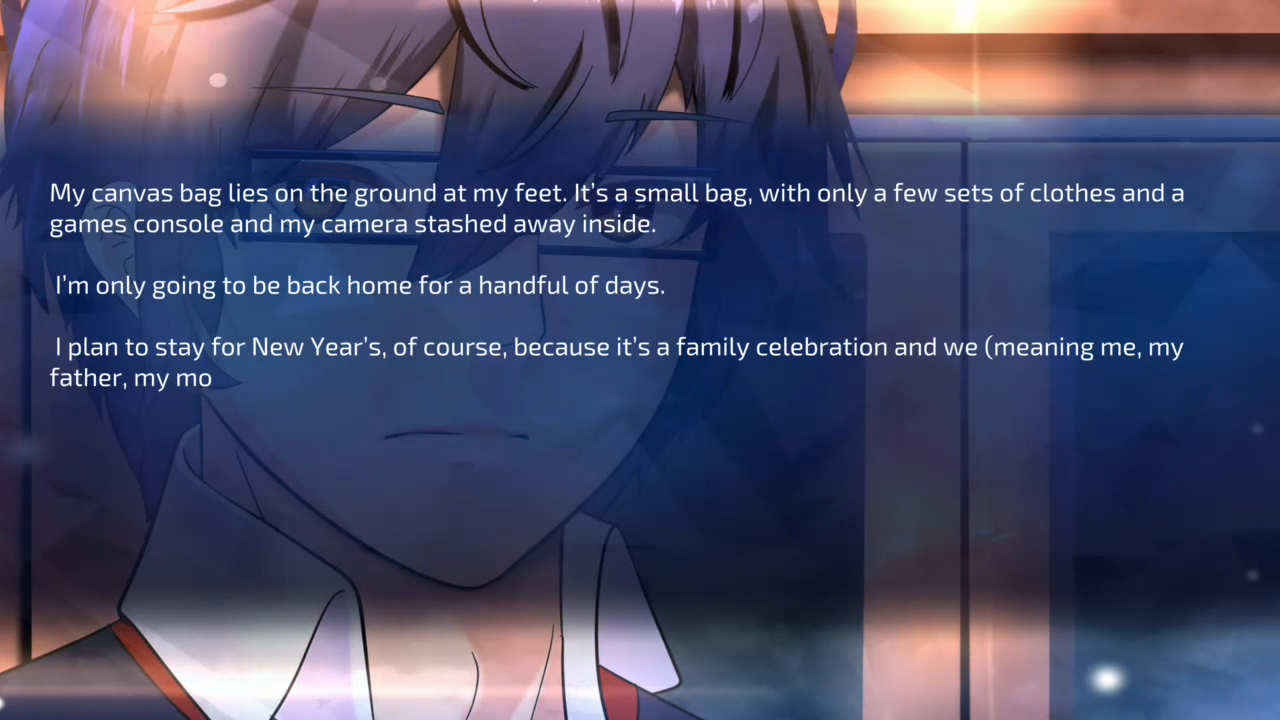 My canvas bag lies on the ground at my feet. It’s a small bag, with only a few sets of clothes and a
games console and my camera stashed away inside.
I’m only going to be back home for a handful of days.
I plan to stay for New Year’s, of course, because it’s a family celebration and we (meaning me, my
father, my mo